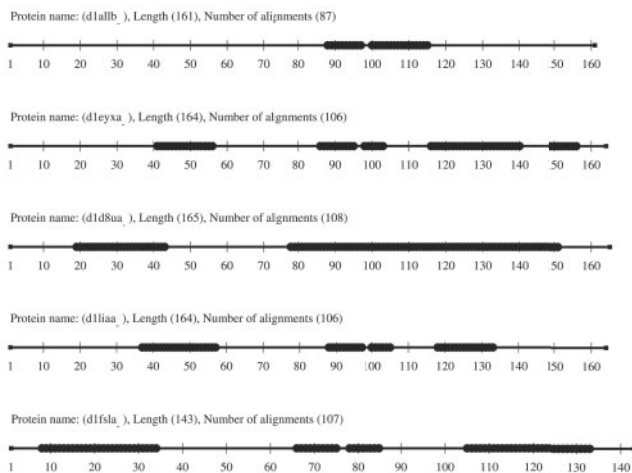 Protein name: (d1allb_ ), Length (161), Number of alignments (87)
1 10 20 30 40 50 60 70 80 90 100 110 120 130 140 50 160
Protein name: (d1eyxa_ ), Length (164), Number of alignments (106)
1 10 20 30 40 50 60 70 80 90 100 110 120 130 140 50 160
Protein name: (d1d8ua_ ), Length (165), Number of alignments (108)
1 10 20 30 40 50 60 70 80 90 100 110 120 130 140 50 160
Protein name: (d1liaa_ ), Length (164), Number of alignments (106)
1 10 20 30 40 50 60 70 80 90 100 110 120 130 140 50 160
Protein name: (d1fsla_ ), Length (143), Number of alignments (107)
1 10 20 30 40 50 60 70 80 90 100 110 120 130 140